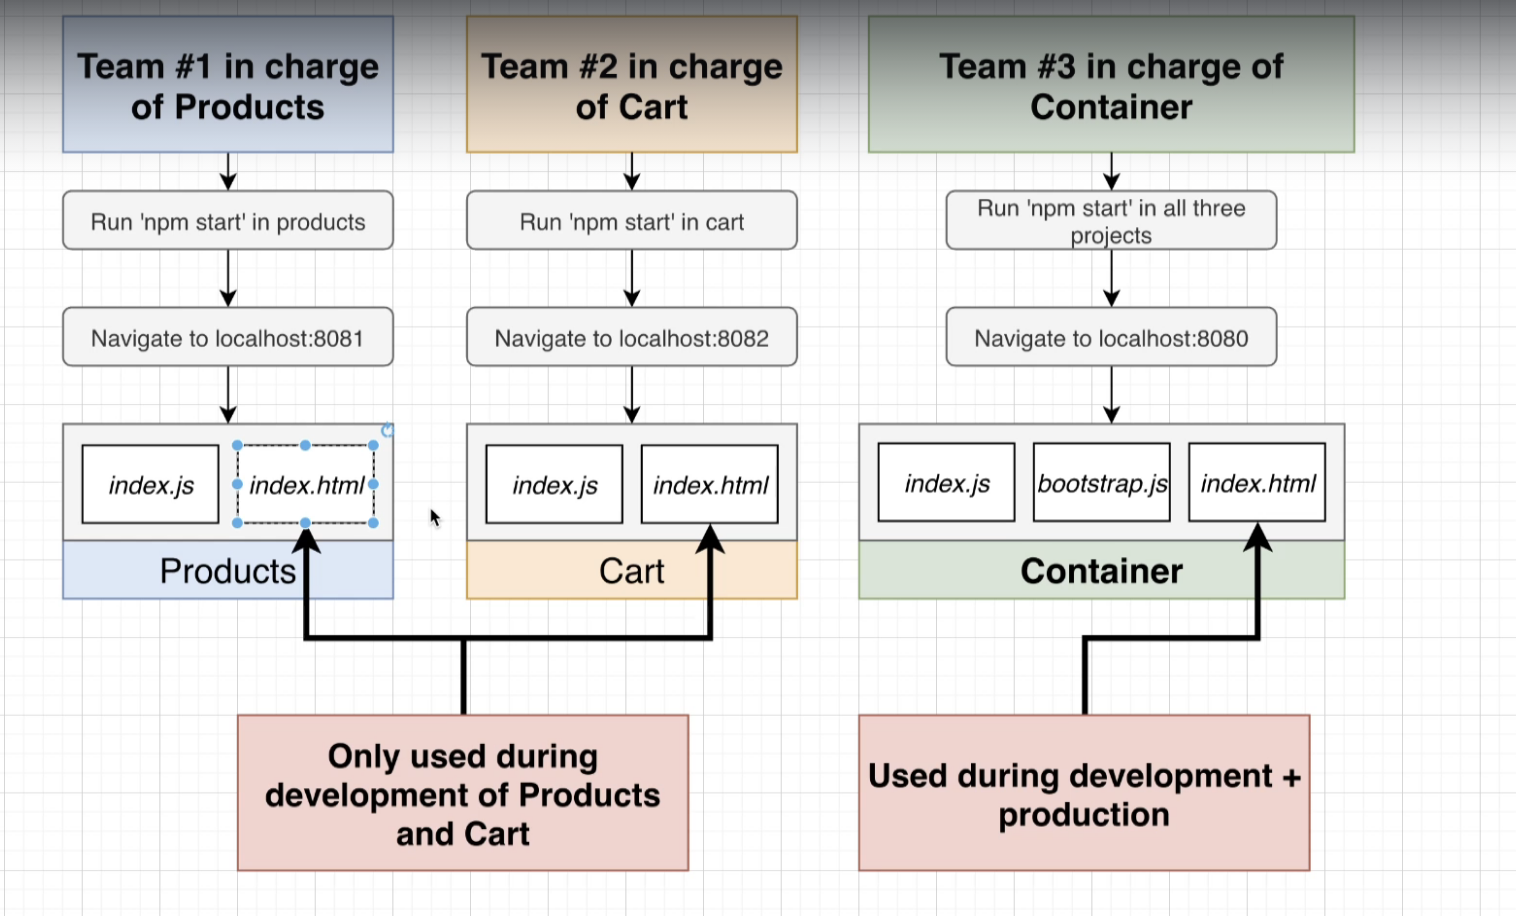 Team #1 in charge
of Products
Team #2 in charge
of Cart
Team #3 in charge of
Container
Run 'npm start' in products
Run 'npm start' in cart
Run 'npm start' in all three
projects
Navigate to localhost:8081
Navigate to localhost:8082
Navigate to localhost:8080
index.js
index.html
index.js
index.html
index.js
bootstrap.js
index.html
Products
Cart
Container
Only used during
development of Products
and Cart
Used during development +
production